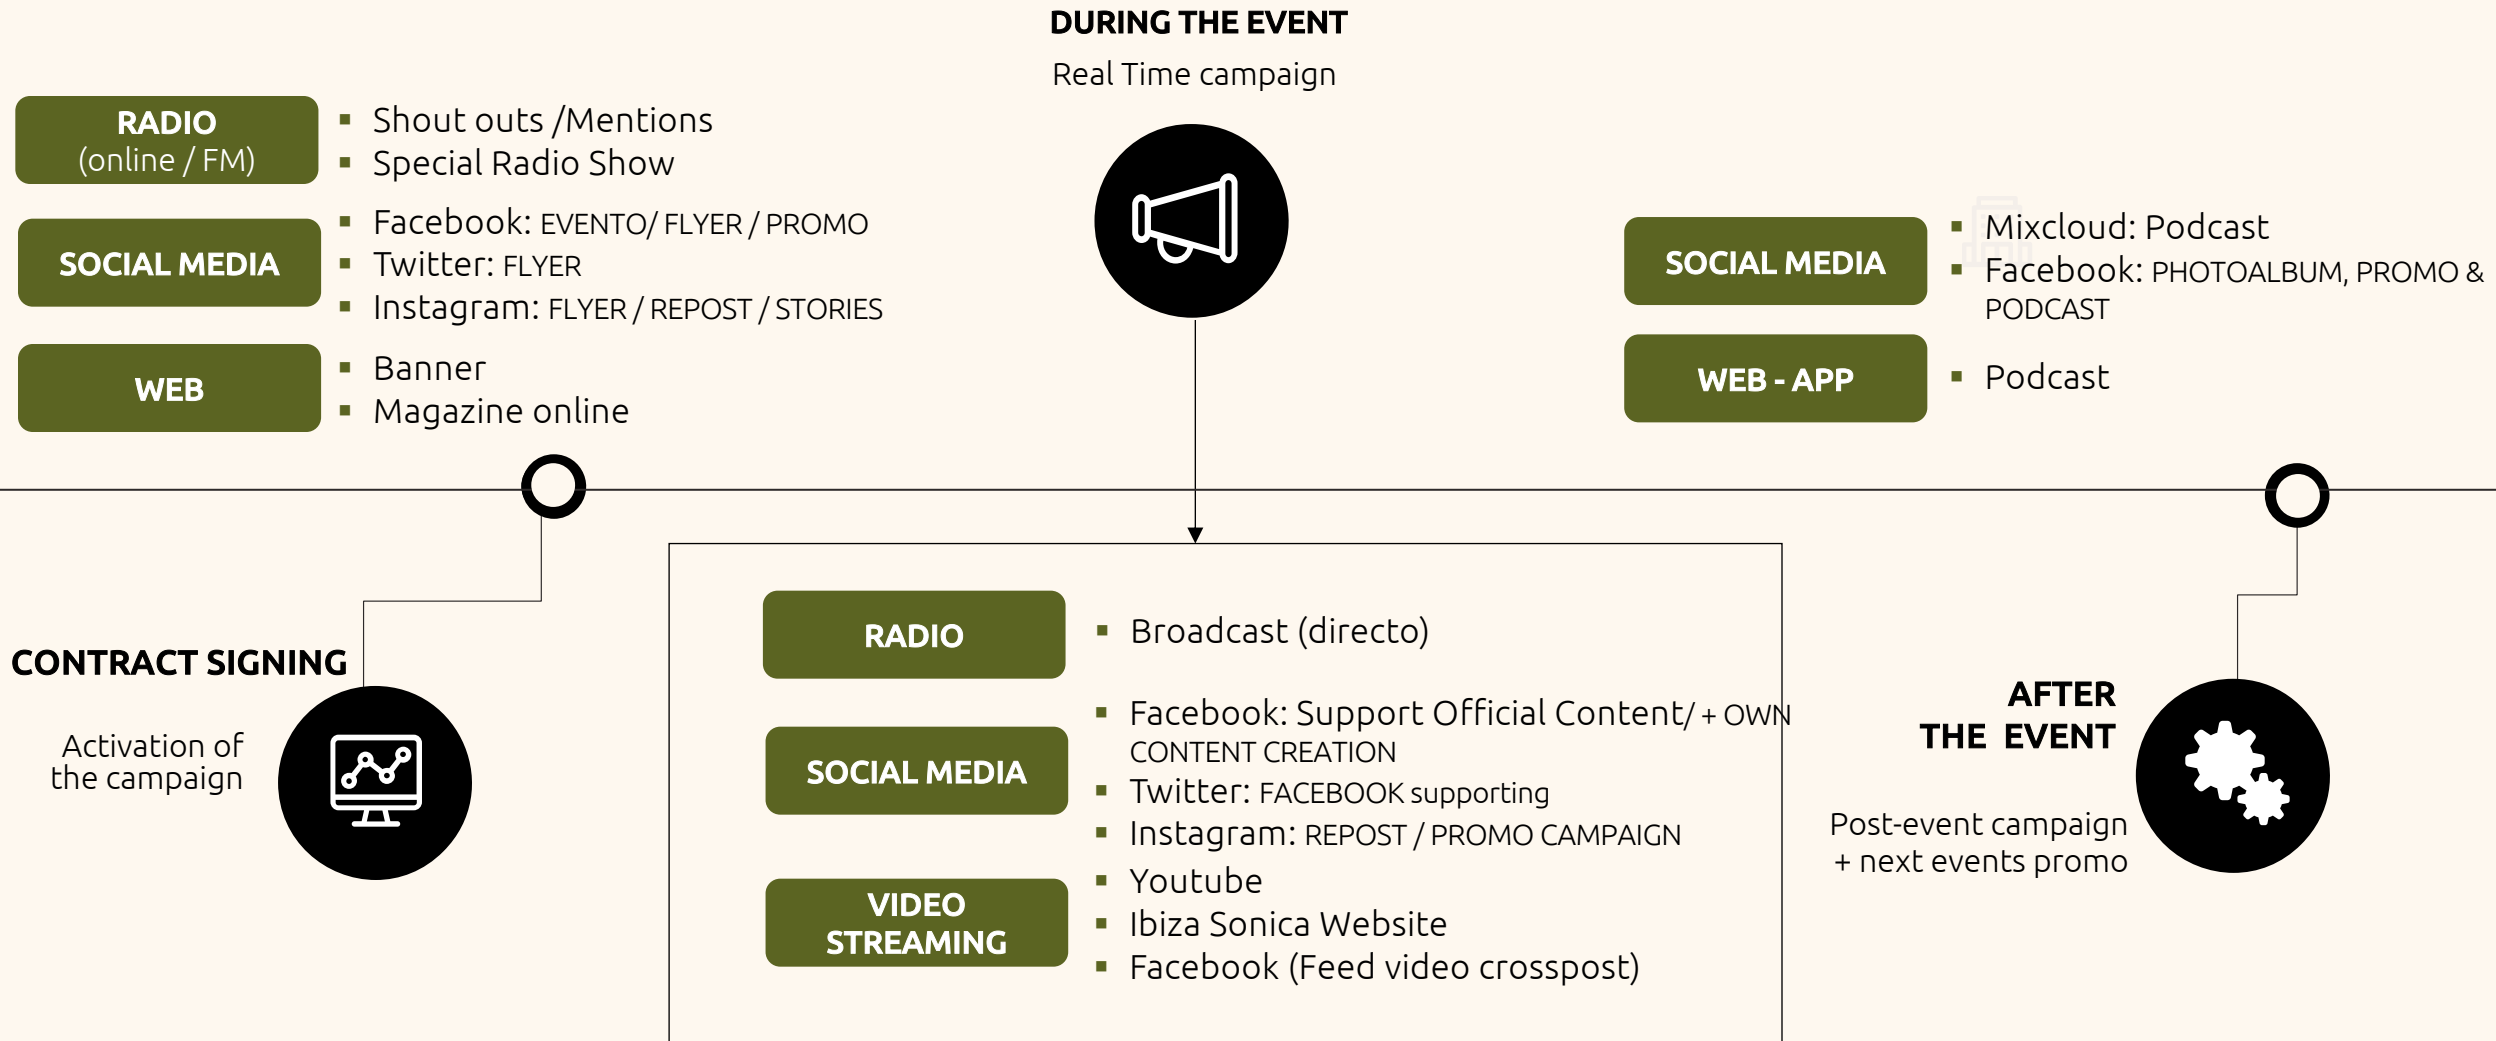 DURING THE EVENT
Real Time campaign
RADIO
(online / FM)
▪ Shout outs /Mentions
▪ Special Radio Show
SOCIAL MEDIA
▪ Facebook: EVENTO/ FLYER / PROMO
▪ Twitter: FLYER
▪ Instagram: FLYER / REPOST / STORIES
WEB
▪ Banner
▪ Magazine online
SOCIAL MEDIA
▪ Mixcloud: Podcast
▪ Facebook: PHOTOALBUM, PROMO &
PODCAST
WEB - APP
▪ Podcast
CONTRACT SIGNING
Activation of
the campaign
RADIO
▪ Broadcast (directo)
SOCIAL MEDIA
▪ Facebook: Support Official Content/ + OWN
CONTENT CREATION
▪ Twitter: FACEBOOK supporting
▪ Instagram: REPOST / PROMO CAMPAIGN
VIDEO
STREAMING
▪ Youtube
▪ Ibiza Sonica Website
▪ Facebook (Feed video crosspost)
AFTER
THE EVENT
Post-event campaign
+ next events promo